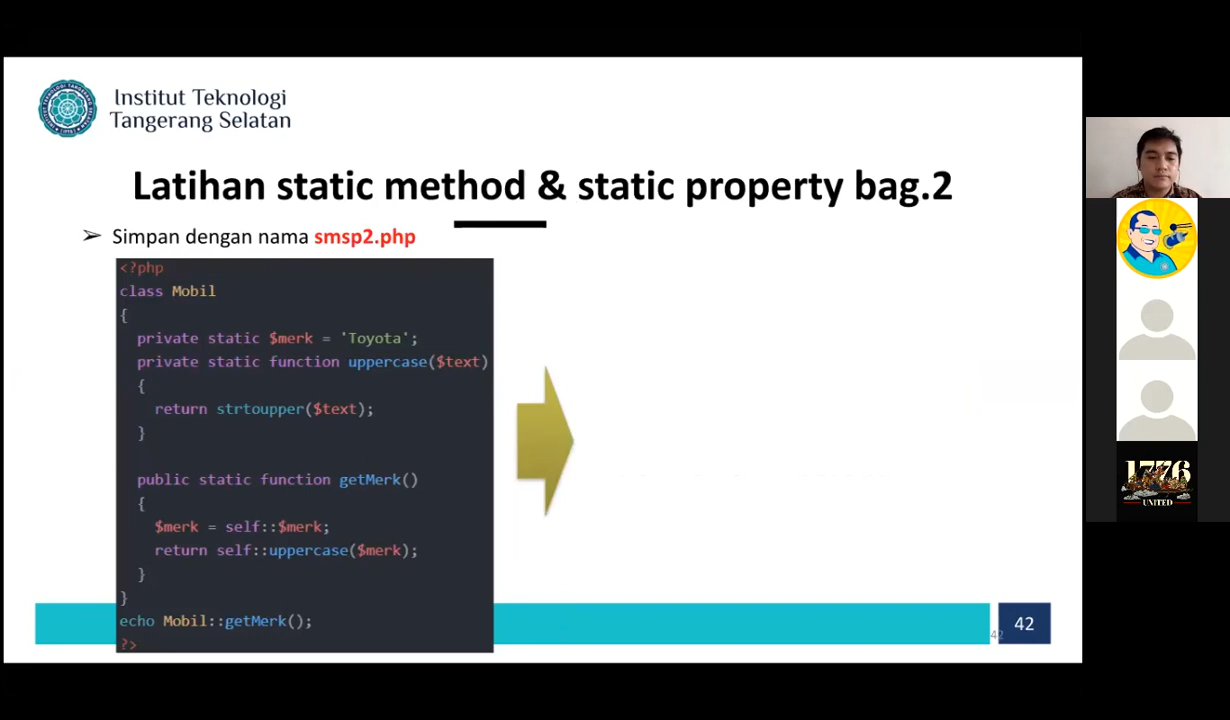 Institut Teknologi
Tangerang Selatan
Latihan static method & static property bag.2
➢ Simpan dengan nama smsp2.php
<?php
class Mobil
{
private static $merk = 'Toyota';
private static function uppercase($text)
{
return strtoupper($text);
}
public static function getMerk()
{
$merk = self::$merk;
return self::uppercase($merk);
}
}
echo Mobil::getMerk();
?>
42
42
1776
UNITED